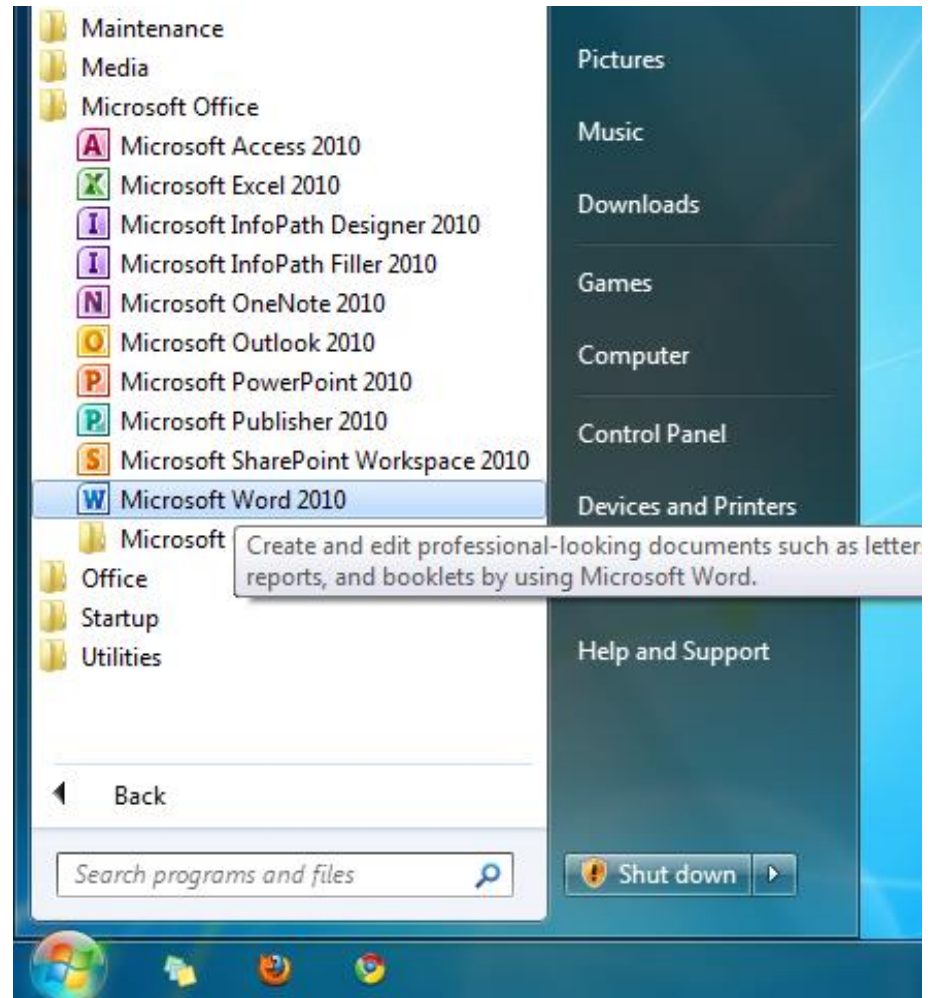 Maintenance
Media
Microsoft Office
Microsoft Access 2010
Microsoft Excel 2010
Microsoft InfoPath Designer 2010
Microsoft InfoPath Filler 2010
Microsoft OneNote 2010
Microsoft Outlook 2010
Microsoft PowerPoint 2010
Microsoft Publisher 2010
Microsoft SharePoint Workspace 2010
Microsoft Word 2010
Microsoft
Create and edit professional-looking documents such as letter
reports, and booklets by using Microsoft Word.
Office
Startup
Utilities
Back
Search programs and files
Pictures
Music
Downloads
Games
Computer
Control Panel
Devices and Printers
Help and Support
Shut down